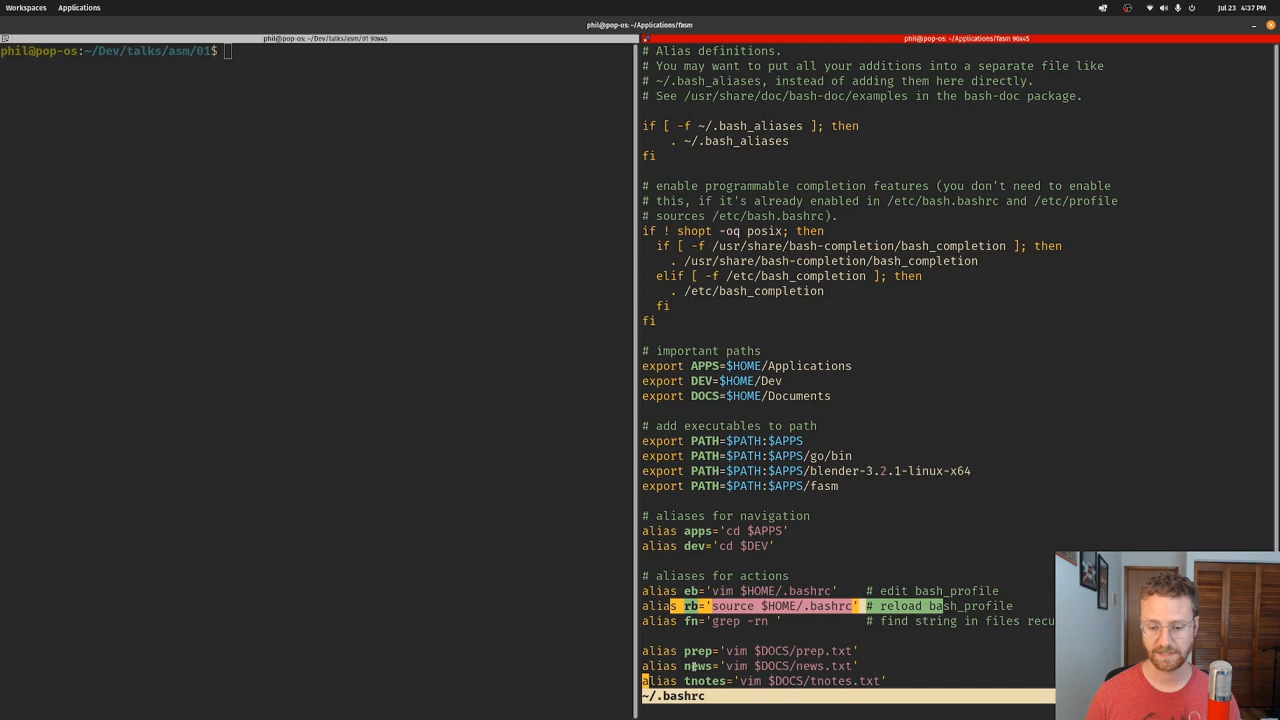 Workspaces Applications Jul 23 4:37 PM
phil@pop-os:~/Applications/fasm
phil@pop-os: ~/Dev/talks/asm/01 90x45
phil@pop-os:~/Applications/fasm 90x45
phil@pop-os:~/Dev/talks/asm/01$
# Alias definitions.
# You may want to put all your additions into a separate file like
# ~/.bash_aliases, instead of adding them here directly.
# See /usr/share/doc/bash-doc/examples in the bash-doc package.
if [ -f ~/.bash_aliases ]; then
. ~/.bash_aliases
fi
# enable programmable completion features (you don't need to enable
# this, if it's already enabled in /etc/bash.bashrc and /etc/profile
# sources /etc/bash.bashrc).
if ! shopt -oq posix; then
if [ -f /usr/share/bash-completion/bash_completion ]; then
. /usr/share/bash-completion/bash_completion
elif [ -f /etc/bash_completion ]; then
. /etc/bash_completion
fi
fi
# important paths
export APPS=$HOME/Applications
export DEV=$HOME/Dev
export DOCS=$HOME/Documents
# add executables to path
export PATH=$PATH:$APPS
export PATH=$PATH:$APPS/go/bin
export PATH=$PATH:$APPS/blender-3.2.1-linux-x64
export PATH=$PATH:$APPS/fasm
# aliases for navigation
alias apps='cd $APPS'
alias dev='cd $DEV'
# aliases for actions
alias eb='vim $HOME/.bashrc' # edit bash_profile
alias rb='source $HOME/.bashrc' # reload bash_profile
alias fn='grep -rn ' # find string in files recu
alias prep='vim $DOCS/prep.txt'
alias news='vim $DOCS/news.txt'
alias tnotes='vim $DOCS/tnotes.txt'
~/.bashrc